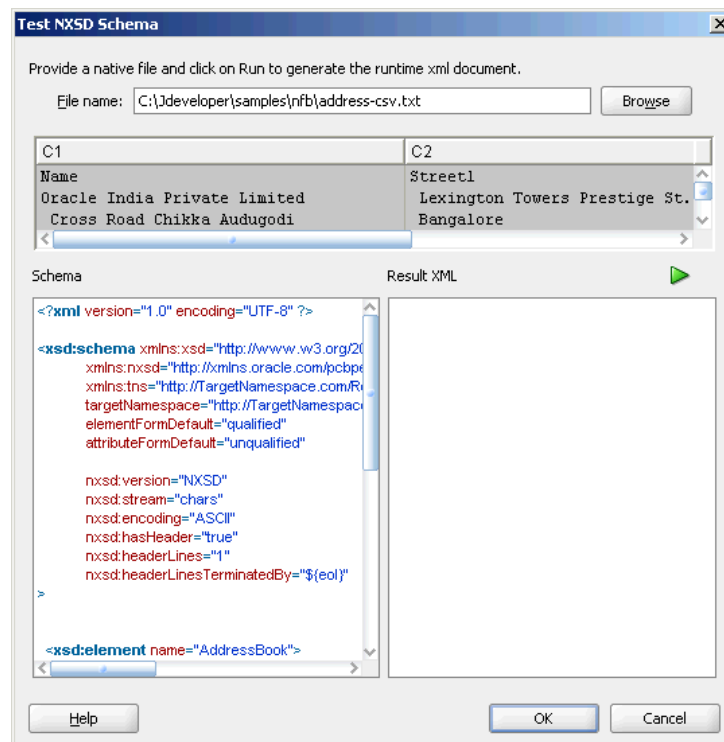 Test NXSD Schema
Provide a native file and click on Run to generate the runtime xml document.
File name: C:\Jdeveloper\samples\nfb\address-csv.txt Browse
C1 C2
Name Street1
Oracle India Private Limited Lexington Towers Prestige St.
Cross Road Chikka Audugodi Bangalore
Schema Result XML
<?xml version="1.0" encoding="UTF-8" ?>
<xsd:schema xmlns:xsd="http://www.w3.org/20
xmlns:nxsd="http://xmlns.oracle.com/pcbpe
xmlns:tns="http://TargetNamespace.com/Re
targetNamespace="http://TargetNamespac
elementFormDefault="qualified"
attributeFormDefault="unqualified"
nxsd:version="NXSD"
nxsd:stream="chars"
nxsd:encoding="ASCII"
nxsd:hasHeader="true"
nxsd:headerLines="1"
nxsd:headerLinesTerminatedBy="${eol}"
>
<xsd:element name="AddressBook">
Help OK Cancel